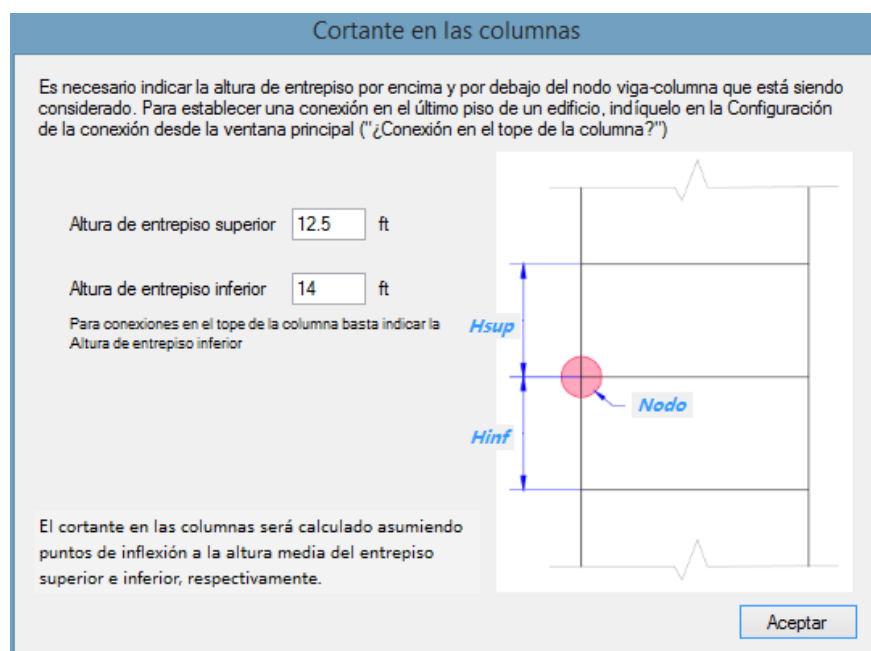 Cortante en las columnas
Es necesario indicar la altura de entrepiso por encima y por debajo del nodo viga-columna que está siendo
considerado. Para establecer una conexión en el último piso de un edificio, indíquelo en la Configuración
de la conexión desde la ventana principal ("¿Conexión en el tope de la columna?")
Altura de entrepiso superior 12.5 ft
Altura de entrepiso inferior 14 ft
Para conexiones en el tope de la columna basta indicar la
Altura de entrepiso inferior
Hsup
Nodo
Hinf
El cortante en las columnas será calculado asumiendo
puntos de inflexión a la altura media del entrepiso
superior e inferior, respectivamente.
Aceptar